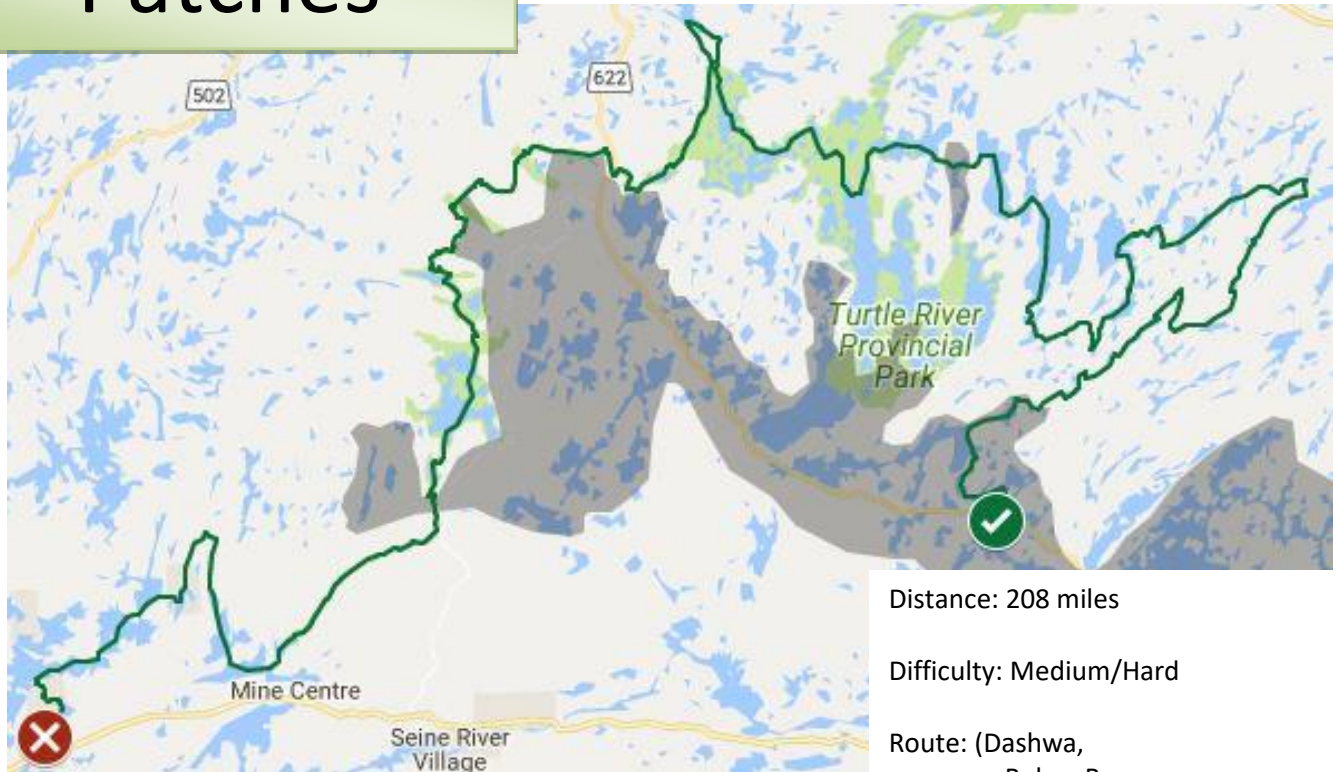 502
622
Turtle River
Provincial
Park
Mine Centre
Seine River
Village
Distance: 208 miles
Difficulty: Medium/Hard
Route: (Dashwa,